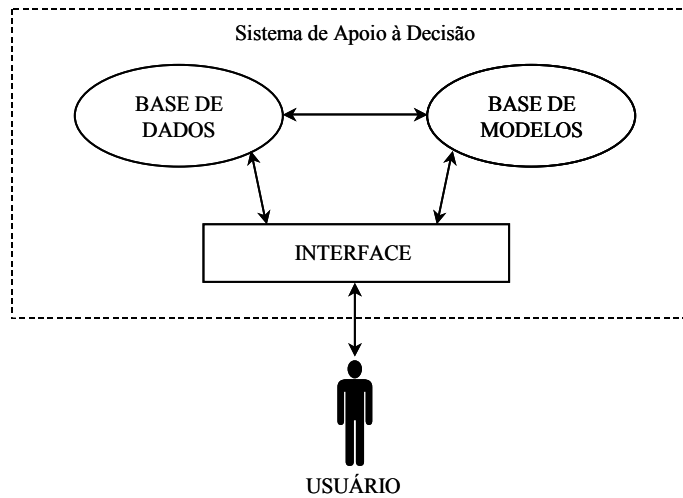 Sistema de Apoio à Decisão
BASE DE
DADOS
BASE DE
MODELOS
INTERFACE
USUÁRIO